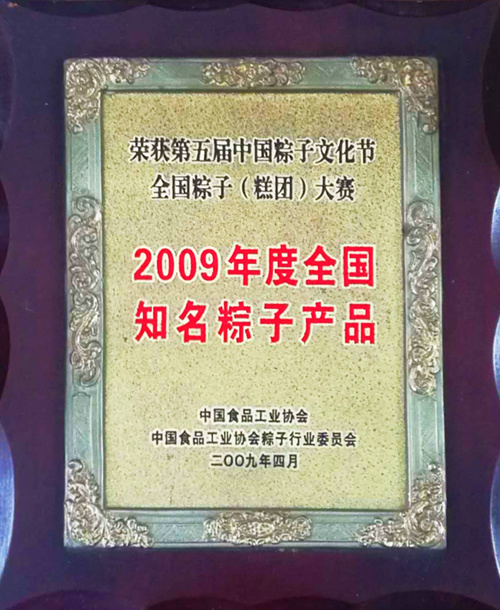 荣获第五届中国粽子文化节
全国粽子（糕团）大赛
2009年度全国
知名粽子产品
中国食品工业协会
中国食品工业协会粽子行业委员会
二〇〇九年四月